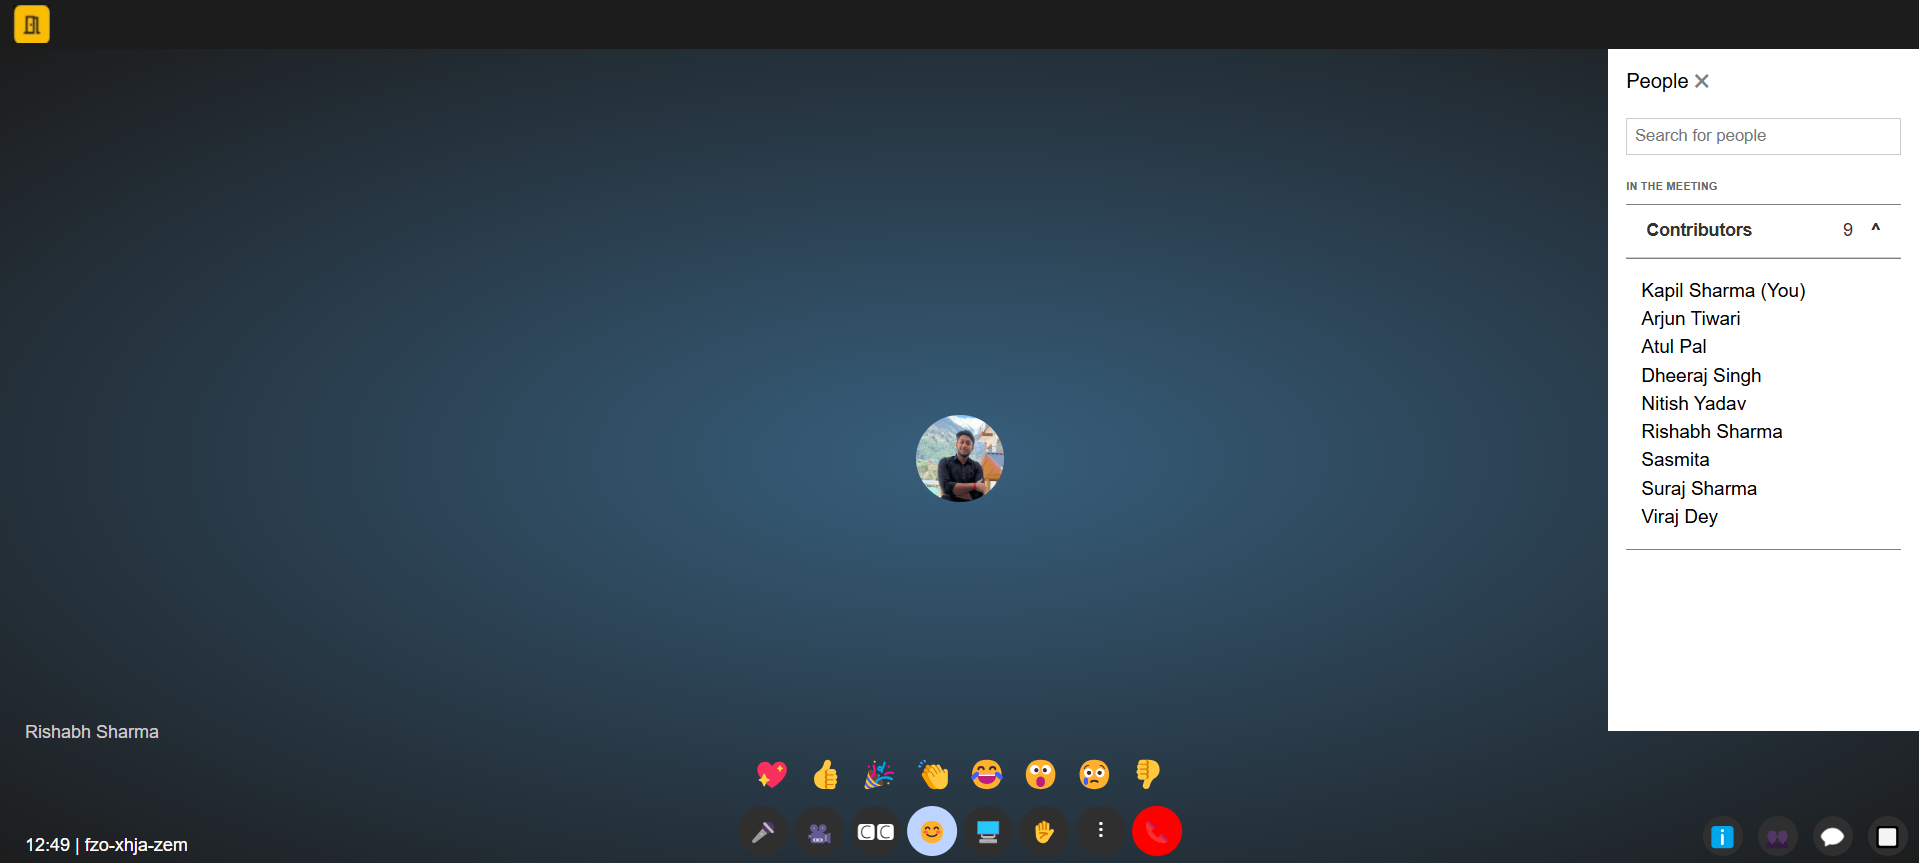 People ✕
Search for people
IN THE MEETING
Contributors 9 ^
Kapil Sharma (You)
Arjun Tiwari
Atul Pal
Dheeraj Singh
Nitish Yadav
Rishabh Sharma
Sasmita
Suraj Sharma
Viraj Dey
Rishabh Sharma
CC
12:49 | fzo-xhja-zem